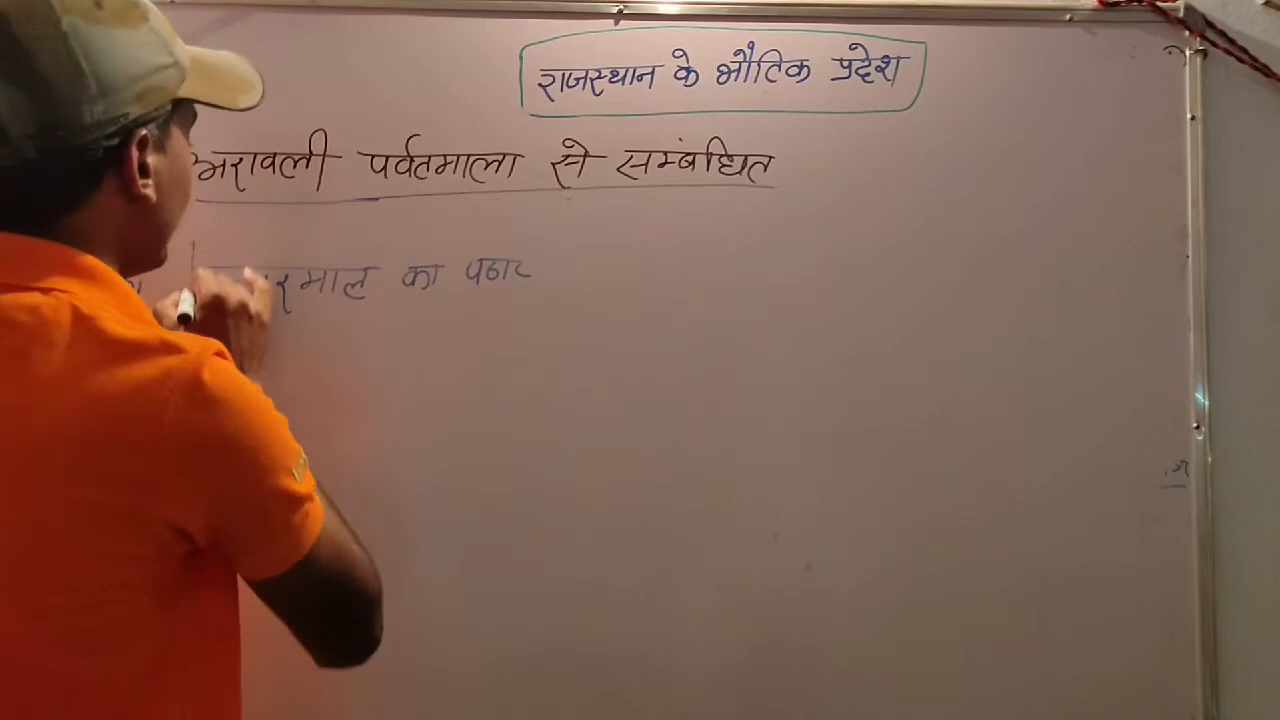 राजस्थान के भौतिक प्रदेश
अरावली पर्वतमाला से सम्बंधित
का पठार